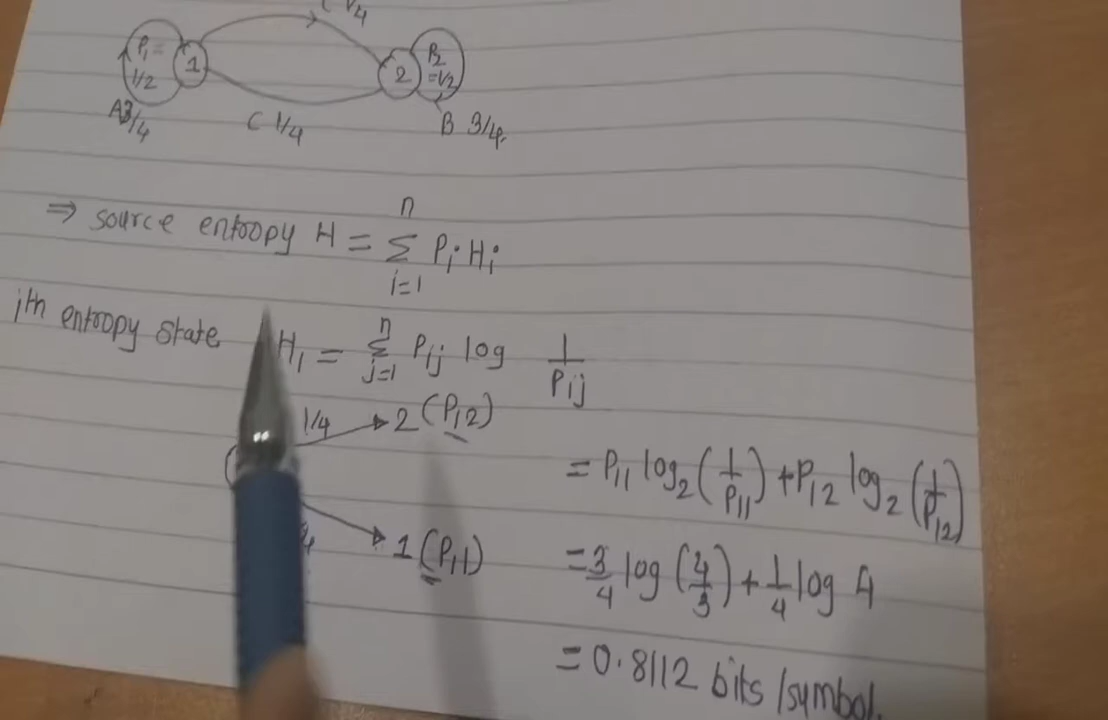 C 1/4
P₁ = 1/2
1
2
P₂ = 1/2
A 3/4
C 1/4
B 3/4.
⇒ source entropy H = n Σ i=1 Pᵢ Hᵢ
ith entropy state H₁ = n Σ j=1 Pᵢⱼ log 1/Pᵢⱼ
1/4 2 (P₁₂)
= P₁₁ log₂ (1/P₁₁) + P₁₂ log₂ (1/P₁₂)
4 1 (P₁₁)
= 3/4 log (4/3) + 1/4 log 4
= 0.8112 bits /symbol.